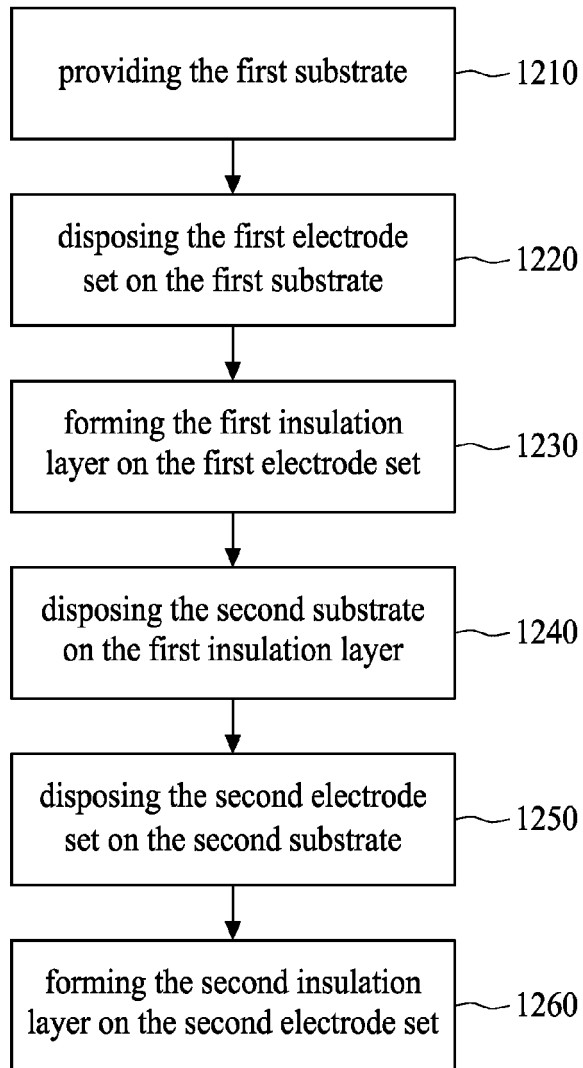 providing the first substrate
1210
disposing the first electrode
set on the first substrate
1220
forming the first insulation
layer on the first electrode set
1230
disposing the second substrate
on the first insulation layer
1240
disposing the second electrode
set on the second substrate
1250
forming the second insulation
layer on the second electrode set
1260